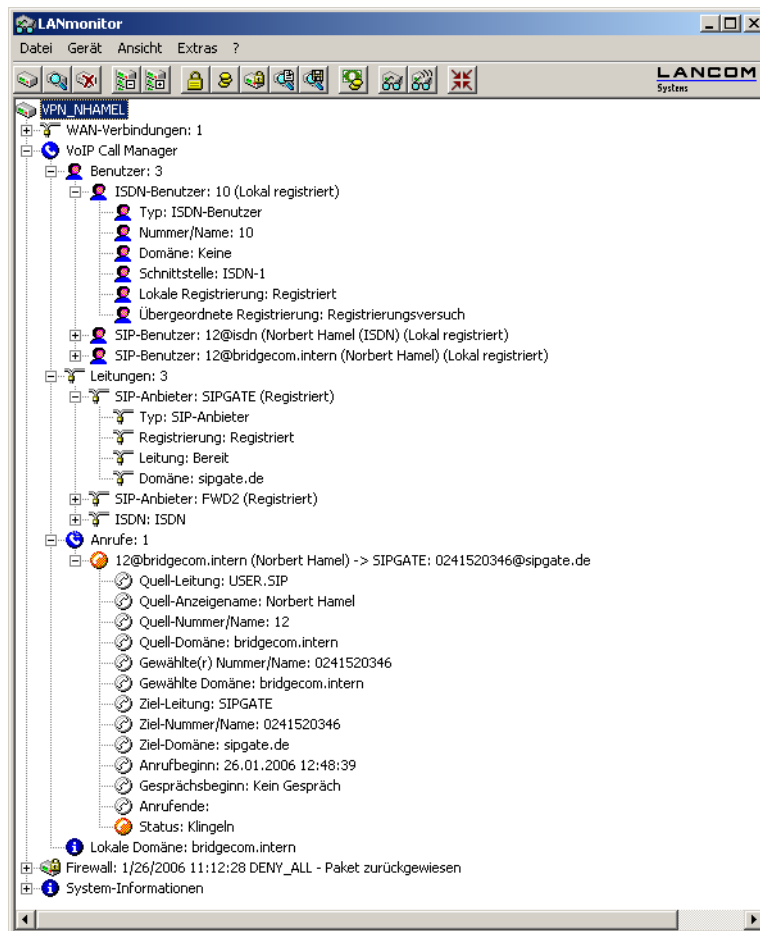 LANmonitor
Datei Gerät Ansicht Extras ?
LANCOM
Systems
VPN_NHAMEL
WAN-Verbindungen: 1
VoIP Call Manager
Benutzer: 3
ISDN-Benutzer: 10 (Lokal registriert)
Typ: ISDN-Benutzer
Nummer/Name: 10
Domäne: Keine
Schnittstelle: ISDN-1
Lokale Registrierung: Registriert
Übergeordnete Registrierung: Registrierungsversuch
SIP-Benutzer: 12@isdn (Norbert Hamel (ISDN) (Lokal registriert)
SIP-Benutzer: 12@bridgecom.intern (Norbert Hamel) (Lokal registriert)
Leitungen: 3
SIP-Anbieter: SIPGATE (Registriert)
Typ: SIP-Anbieter
Registrierung: Registriert
Leitung: Bereit
Domäne: sipgate.de
SIP-Anbieter: FWD2 (Registriert)
ISDN: ISDN
Anrufe: 1
12@bridgecom.intern (Norbert Hamel) -> SIPGATE: 0241520346@sipgate.de
Quell-Leitung: USER.SIP
Quell-Anzeigename: Norbert Hamel
Quell-Nummer/Name: 12
Quell-Domäne: bridgecom.intern
Gewählte(r) Nummer/Name: 0241520346
Gewählte Domäne: bridgecom.intern
Ziel-Leitung: SIPGATE
Ziel-Nummer/Name: 0241520346
Ziel-Domäne: sipgate.de
Anrufbeginn: 26.01.2006 12:48:39
Gesprächsbeginn: Kein Gespräch
Anrufende:
Status: Klingeln
Lokale Domäne: bridgecom.intern
Firewall: 1/26/2006 11:12:28 DENY_ALL - Paket zurückgewiesen
System-Informationen